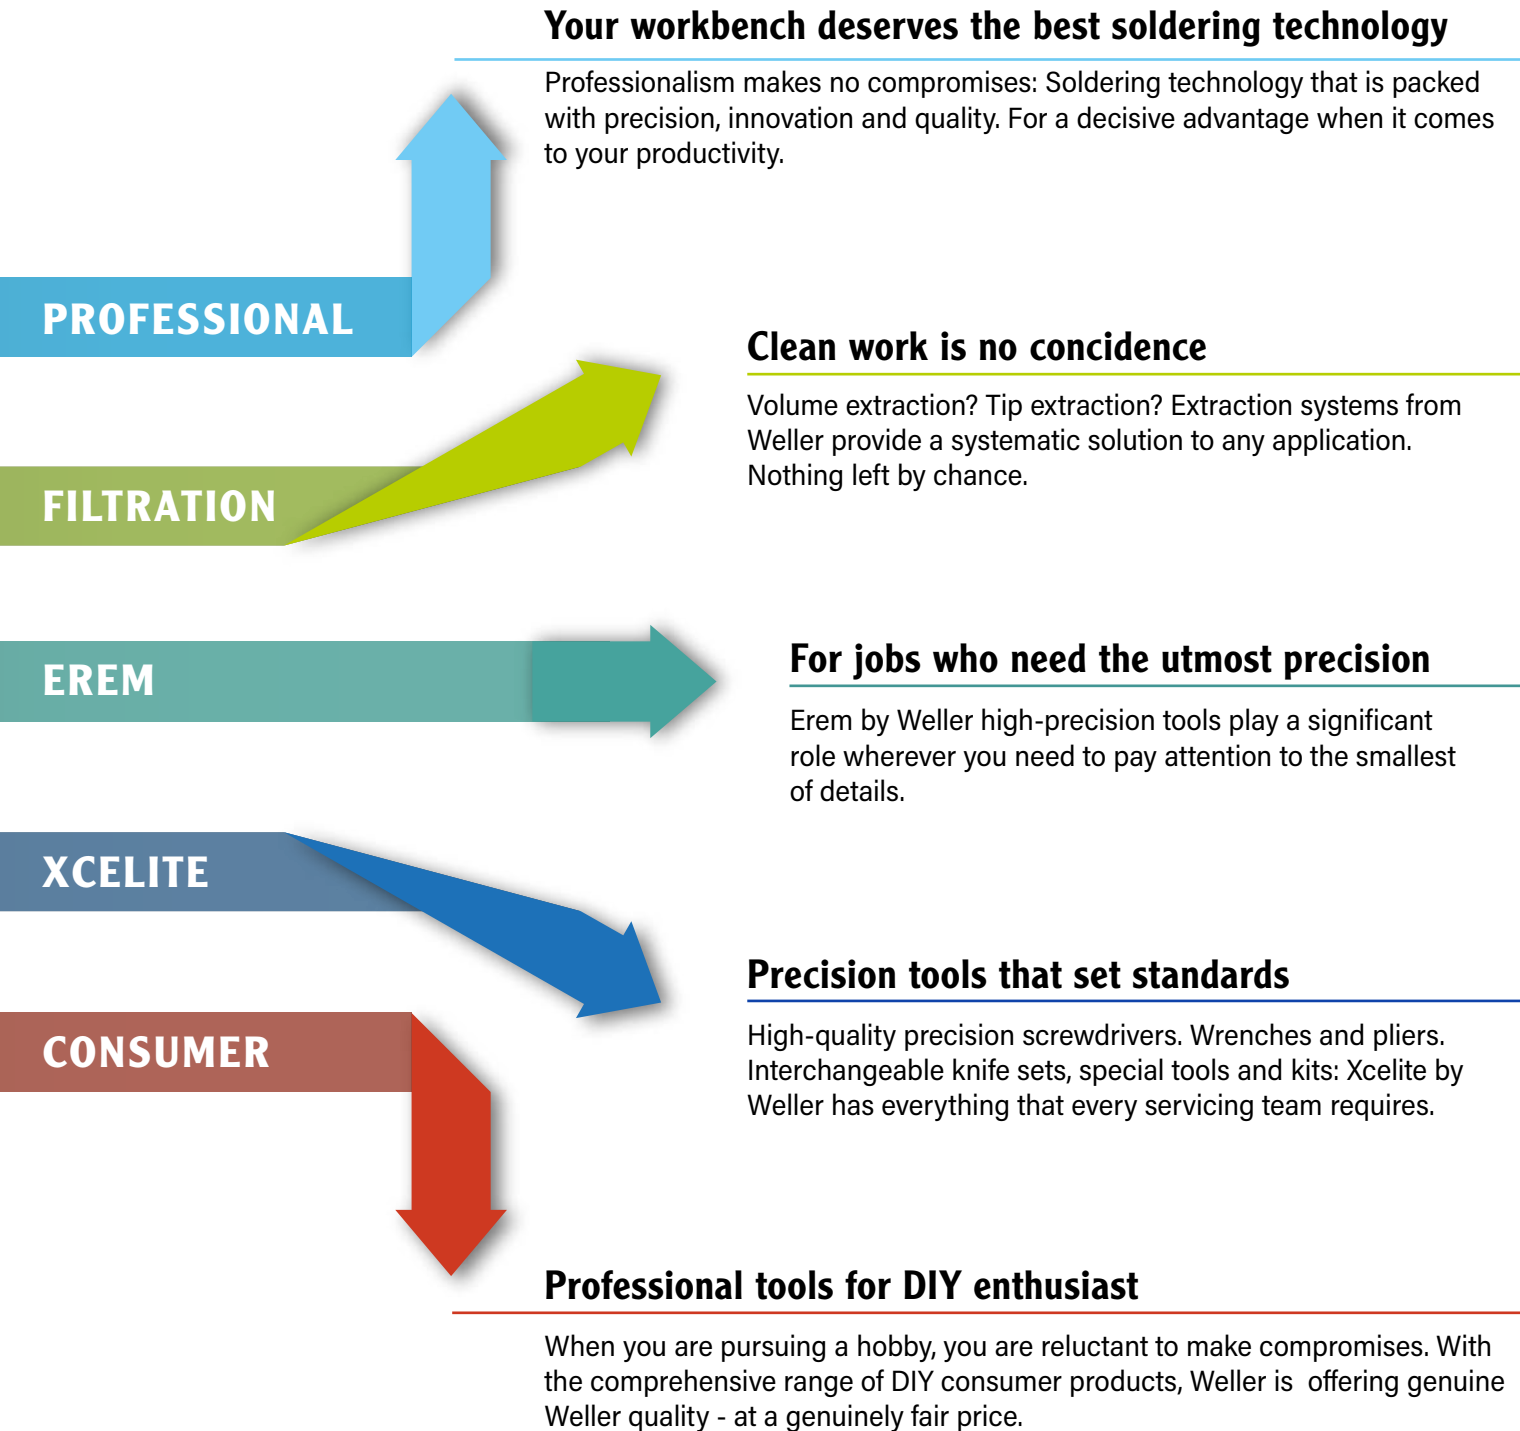 Your workbench deserves the best soldering technology
Professionalism makes no compromises: Soldering technology that is packed
with precision, innovation and quality. For a decisive advantage when it comes
to your productivity.
PROFESSIONAL
Clean work is no concidence
Volume extraction? Tip extraction? Extraction systems from
Weller provide a systematic solution to any application.
Nothing left by chance.
FILTRATION
EREM
For jobs who need the utmost precision
Erem by Weller high-precision tools play a significant
role wherever you need to pay attention to the smallest
of details.
XCELITE
Precision tools that set standards
High-quality precision screwdrivers. Wrenches and pliers.
Interchangeable knife sets, special tools and kits: Xcelite by
Weller has everything that every servicing team requires.
CONSUMER
Professional tools for DIY enthusiast
When you are pursuing a hobby, you are reluctant to make compromises. With
the comprehensive range of DIY consumer products, Weller is  offering genuine
Weller quality - at a genuinely fair price.